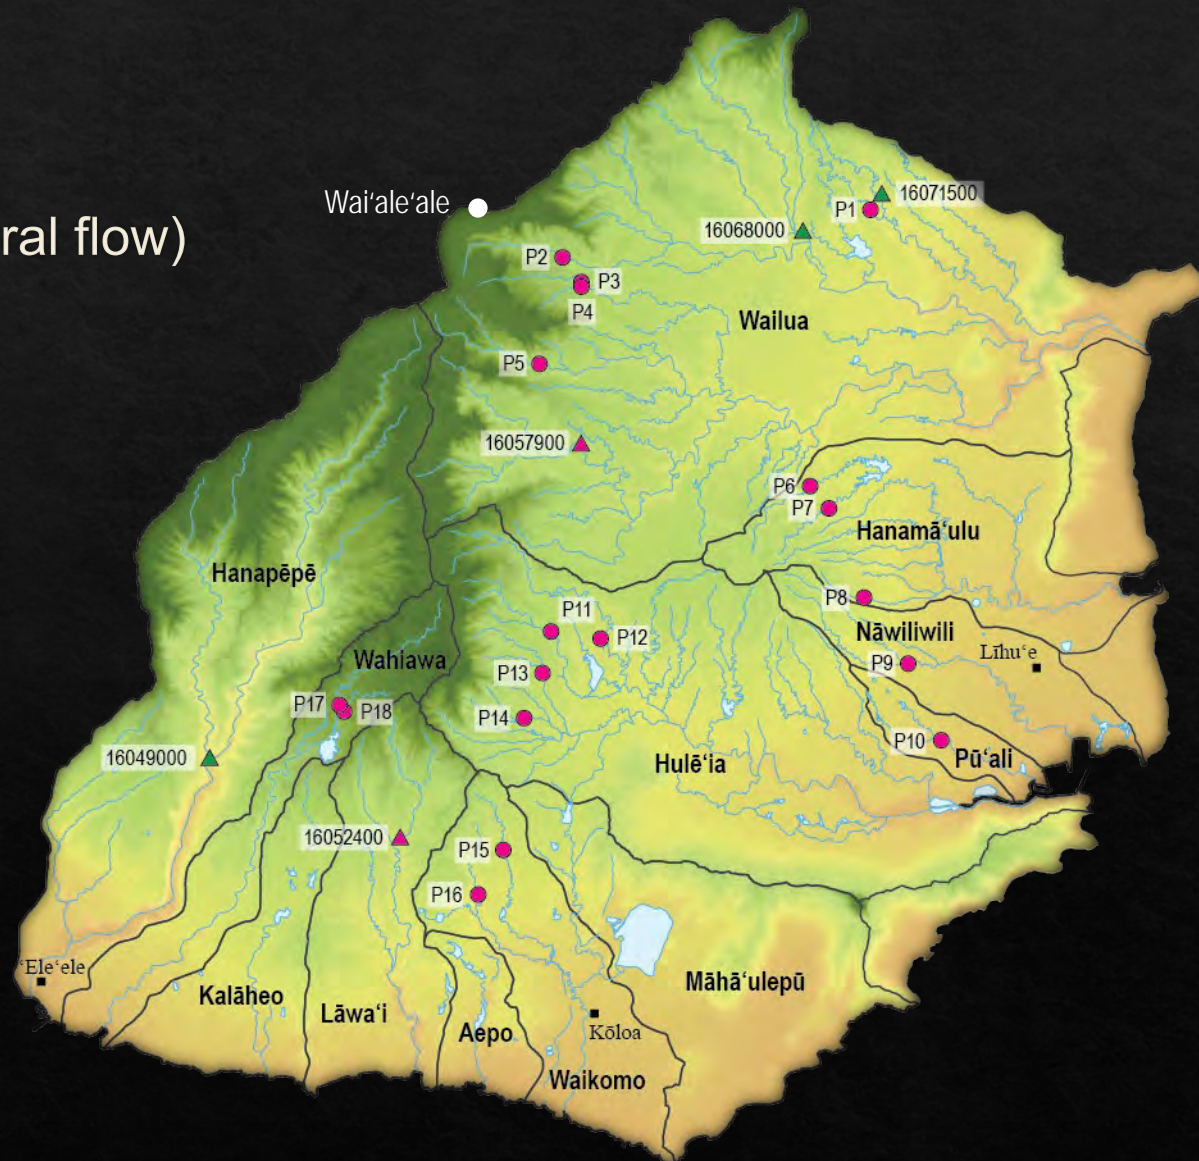 Waiʻaleʻale
ral flow)
16071500
P1
16068000
P2
P3
P4
Wailua
P5
16057900
P6
P7
Hanamāʻulu
Hanapēpē
P8
P11
P12
Nāwiliwili
Līhuʻe
Wahiawa
P9
P13
P17
P18
P14
P10
Pūʻali
16049000
Hulēʻia
16052400
P15
P16
ʻEleʻele
Kalāheo
Māhāʻulepū
Lāwaʻi
Aepo
Kōloa
Waikomo